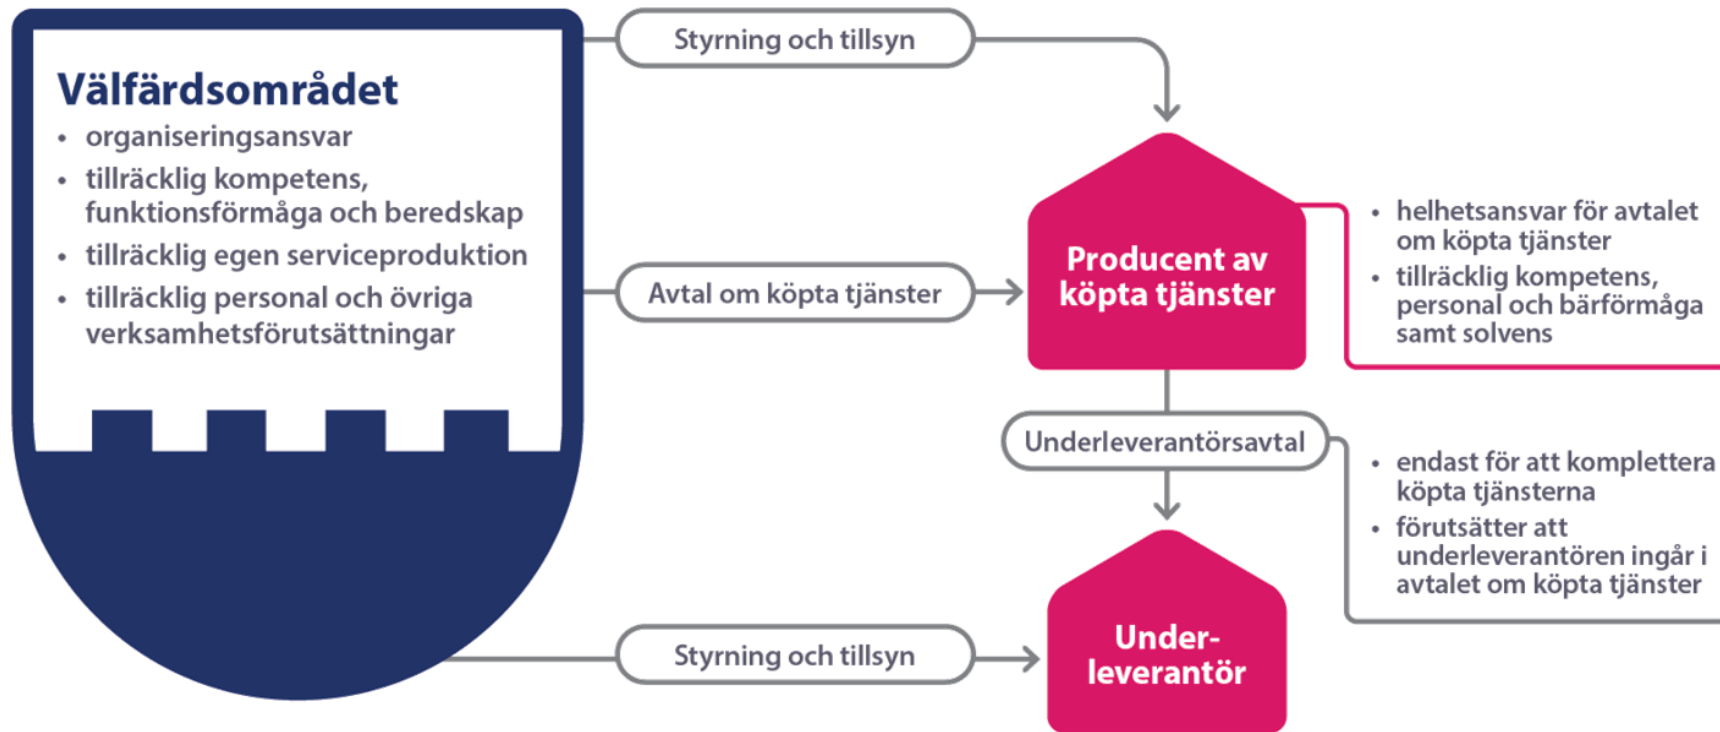 Välfärdsområdet
• organiseringsansvar
• tillräcklig kompetens,
funktionsförmåga och beredskap
• tillräcklig egen serviceproduktion
• tillräcklig personal och övriga
verksamhetsförutsättningar
Styrning och tillsyn
Avtal om köpta tjänster
Producent av
köpta tjänster
• helhetsansvar för avtalet
om köpta tjänster
• tillräcklig kompetens,
personal och bärförmåga
samt solvens
Underleverantörsavtal
• endast för att komplettera
köpta tjänsterna
• förutsätter att
underleverantören ingår i
avtalet om köpta tjänster
Styrning och tillsyn
Under-
leverantör